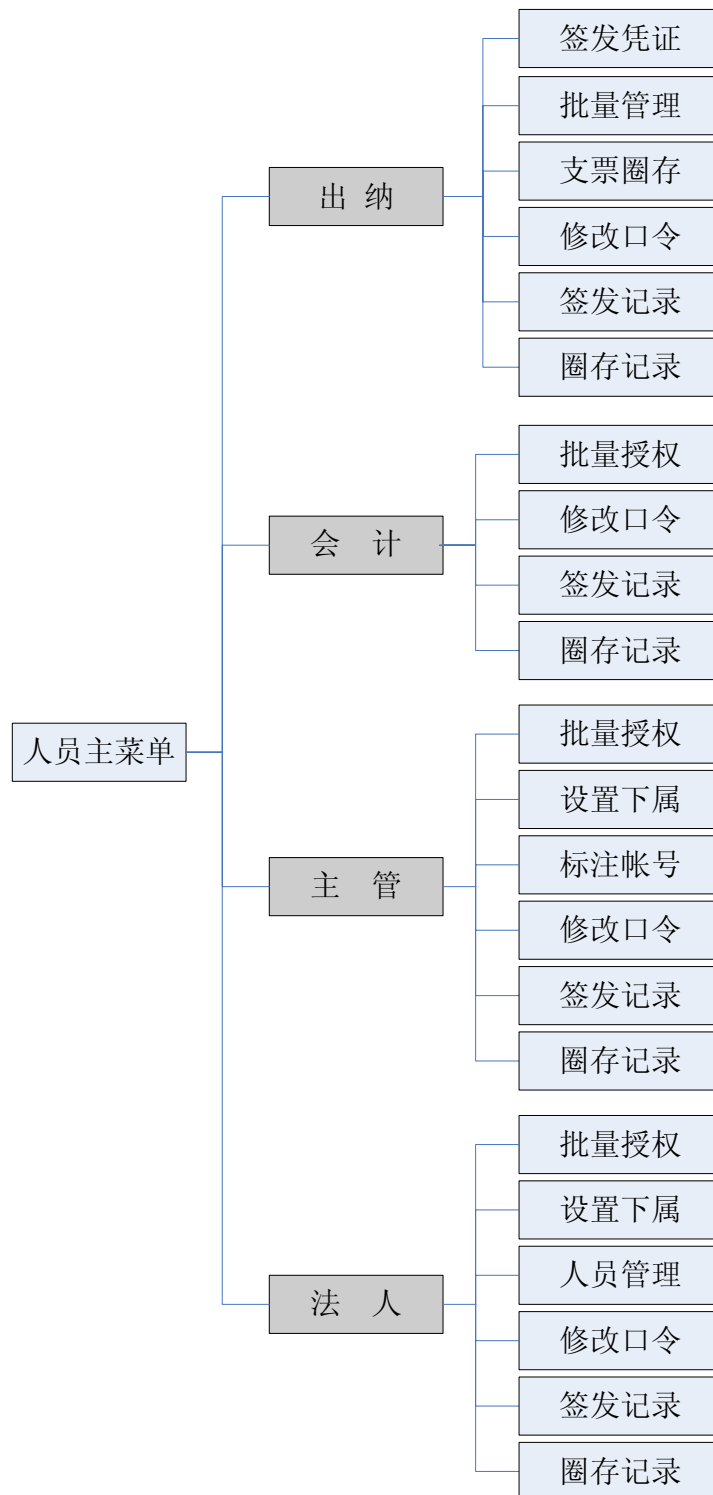 人员主菜单
出 纳
签发凭证
批量管理
支票圈存
修改口令
签发记录
圈存记录
会 计
批量授权
修改口令
签发记录
圈存记录
主 管
批量授权
设置下属
标注帐号
修改口令
签发记录
圈存记录
法 人
批量授权
设置下属
人员管理
修改口令
签发记录
圈存记录